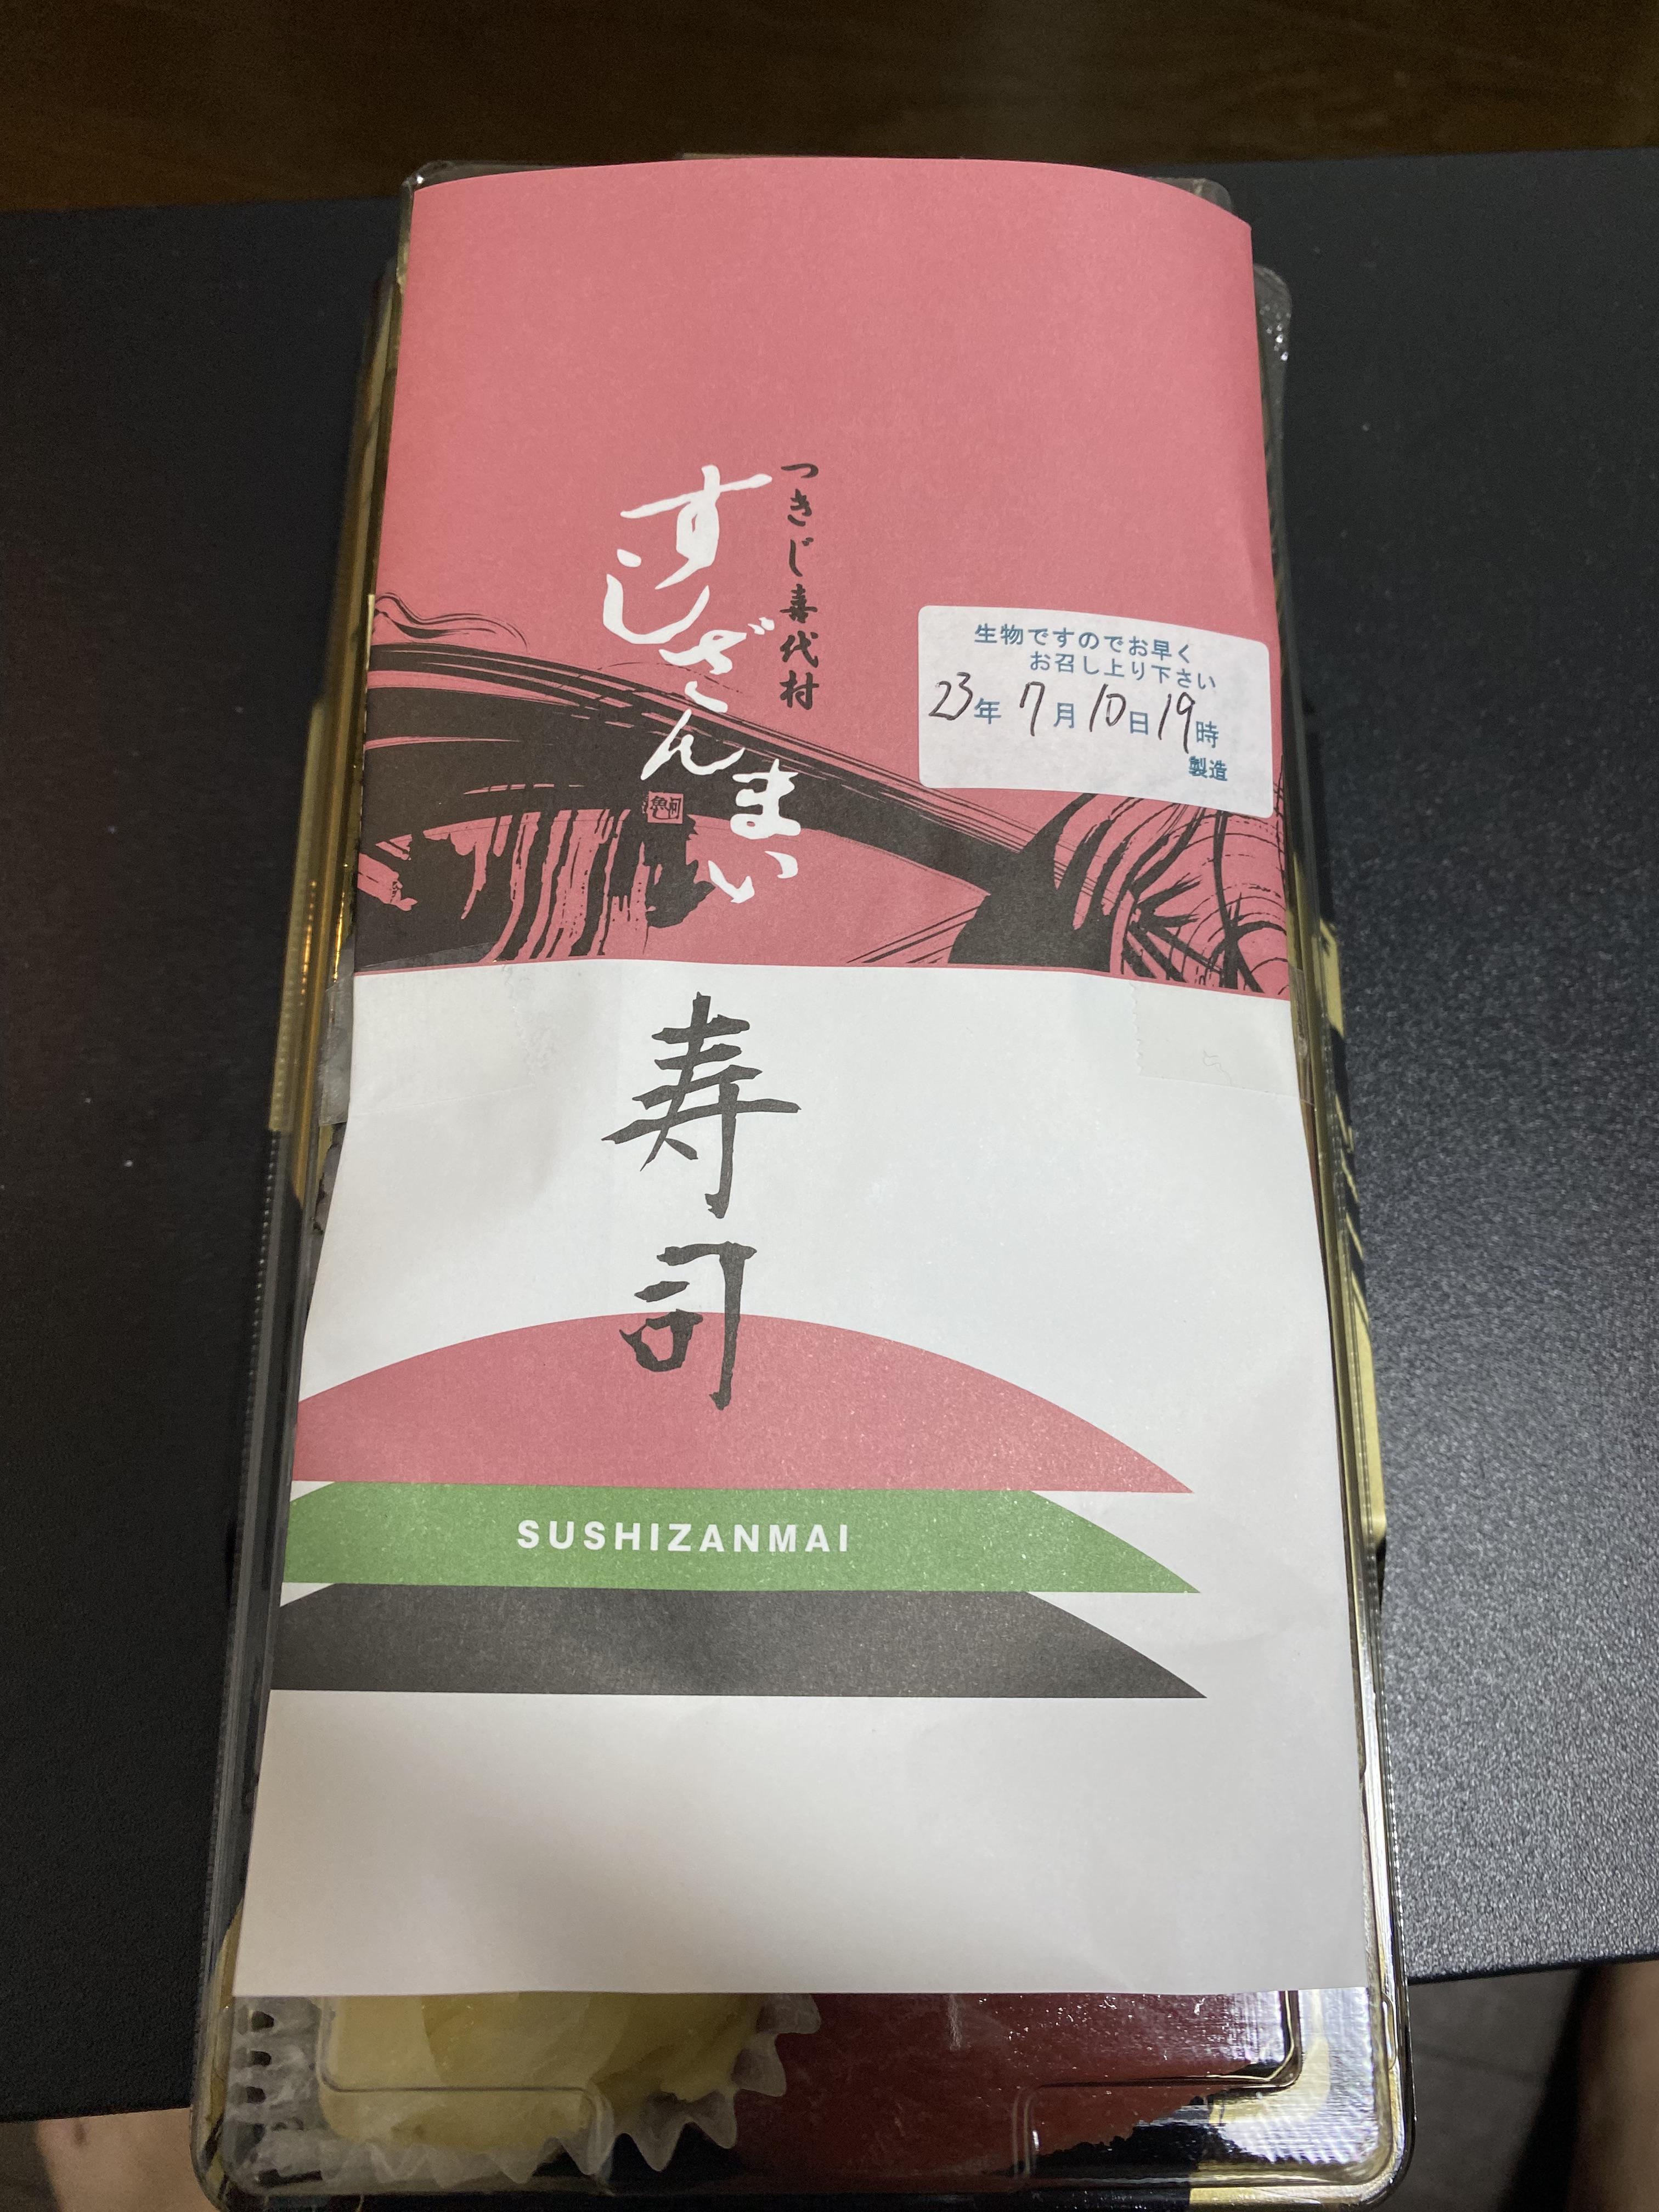 つきじ喜代村
すしざんまい
生物ですのでお早く
お召し上り下さい
23年7月10日19時
製造
寿司
SUSHIZANMAI